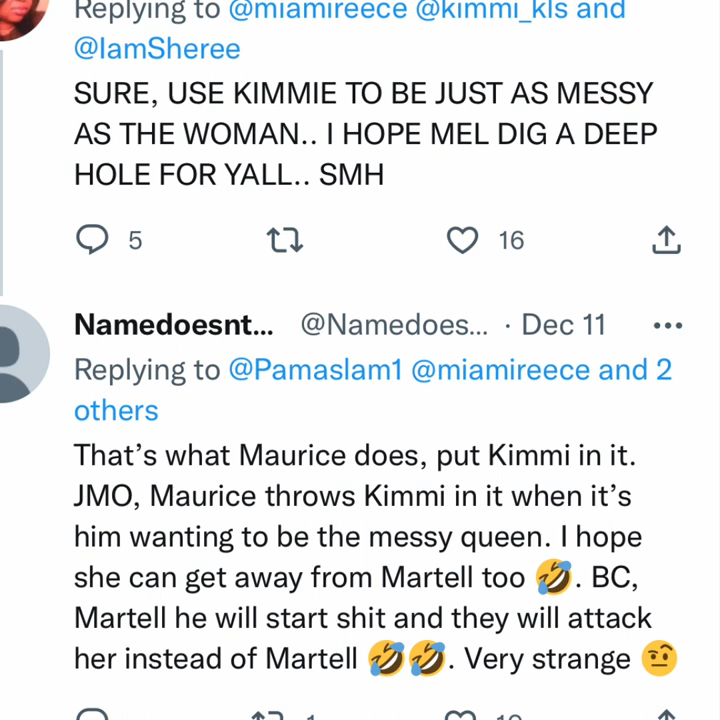 Replying to @miamireece @kimmi_kls and
@IamSheree
SURE, USE KIMMIE TO BE JUST AS MESSY
AS THE WOMAN.. I HOPE MEL DIG A DEEP
HOLE FOR YALL.. SMH
5 16
Namedoesnt... @Namedoes... · Dec 11
Replying to @Pamaslam1 @miamireece and 2
others
That’s what Maurice does, put Kimmi in it.
JMO, Maurice throws Kimmi in it when it’s
him wanting to be the messy queen. I hope
she can get away from Martell too 🤣. BC,
Martell he will start shit and they will attack
her instead of Martell 🤣🤣. Very strange 🤨